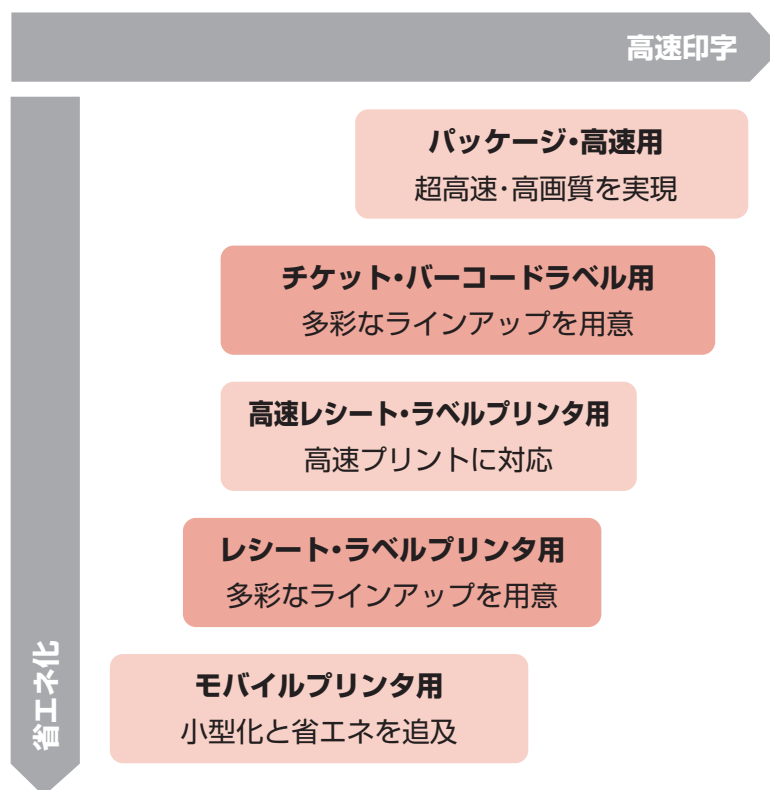 高速印字
パッケージ・高速用
超高速・高画質を実現
チケット・バーコードラベル用
多彩なラインアップを用意
高速レシート・ラベルプリンタ用
高速プリントに対応
レシート・ラベルプリンタ用
多彩なラインアップを用意
モバイルプリンタ用
小型化と省エネを追及
省エネ化